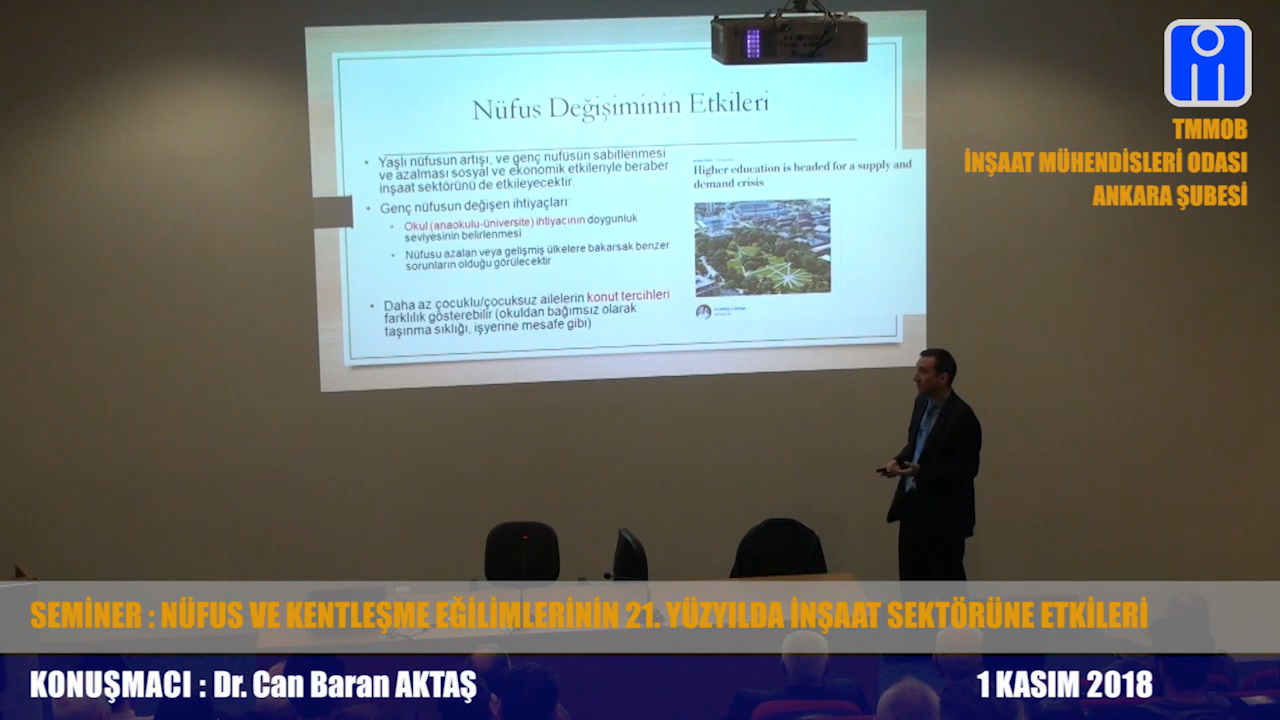 Nüfus Değişiminin Etkileri
• Yaşlı nüfusun artışı, ve genç nufüsün sabitlenmesi
ve azalması sosyal ve ekonomik etkileriyle beraber
inşaat sektörünü de etkileyecektir
• Genç nüfusun değişen ihtiyaçları:
• Okul (anaokulu-üniversite) ihtiyacının doygunluk
seviyesinin belirlenmesi
• Nüfusu azalan veya gelişmiş ülkelere bakarsak benzer
sorunların olduğu görülecektir
• Daha az çocuklu/çocuksuz ailelerin konut tercihleri
farklılık gösterebilir (okuldan bağımsız olarak
taşınma sıklığı, işyerine mesafe gibi)
Higher education is headed for a supply and
demand crisis
TMMOB
İNŞAAT MÜHENDİSLERİ ODASI
ANKARA ŞUBESİ
SEMİNER : NÜFUS VE KENTLEŞME EĞİLİMLERİNİN 21. YÜZYILDA İNŞAAT SEKTÖRÜNE ETKİLERİ
KONUŞMACI : Dr. Can Baran AKTAŞ
1 KASIM 2018